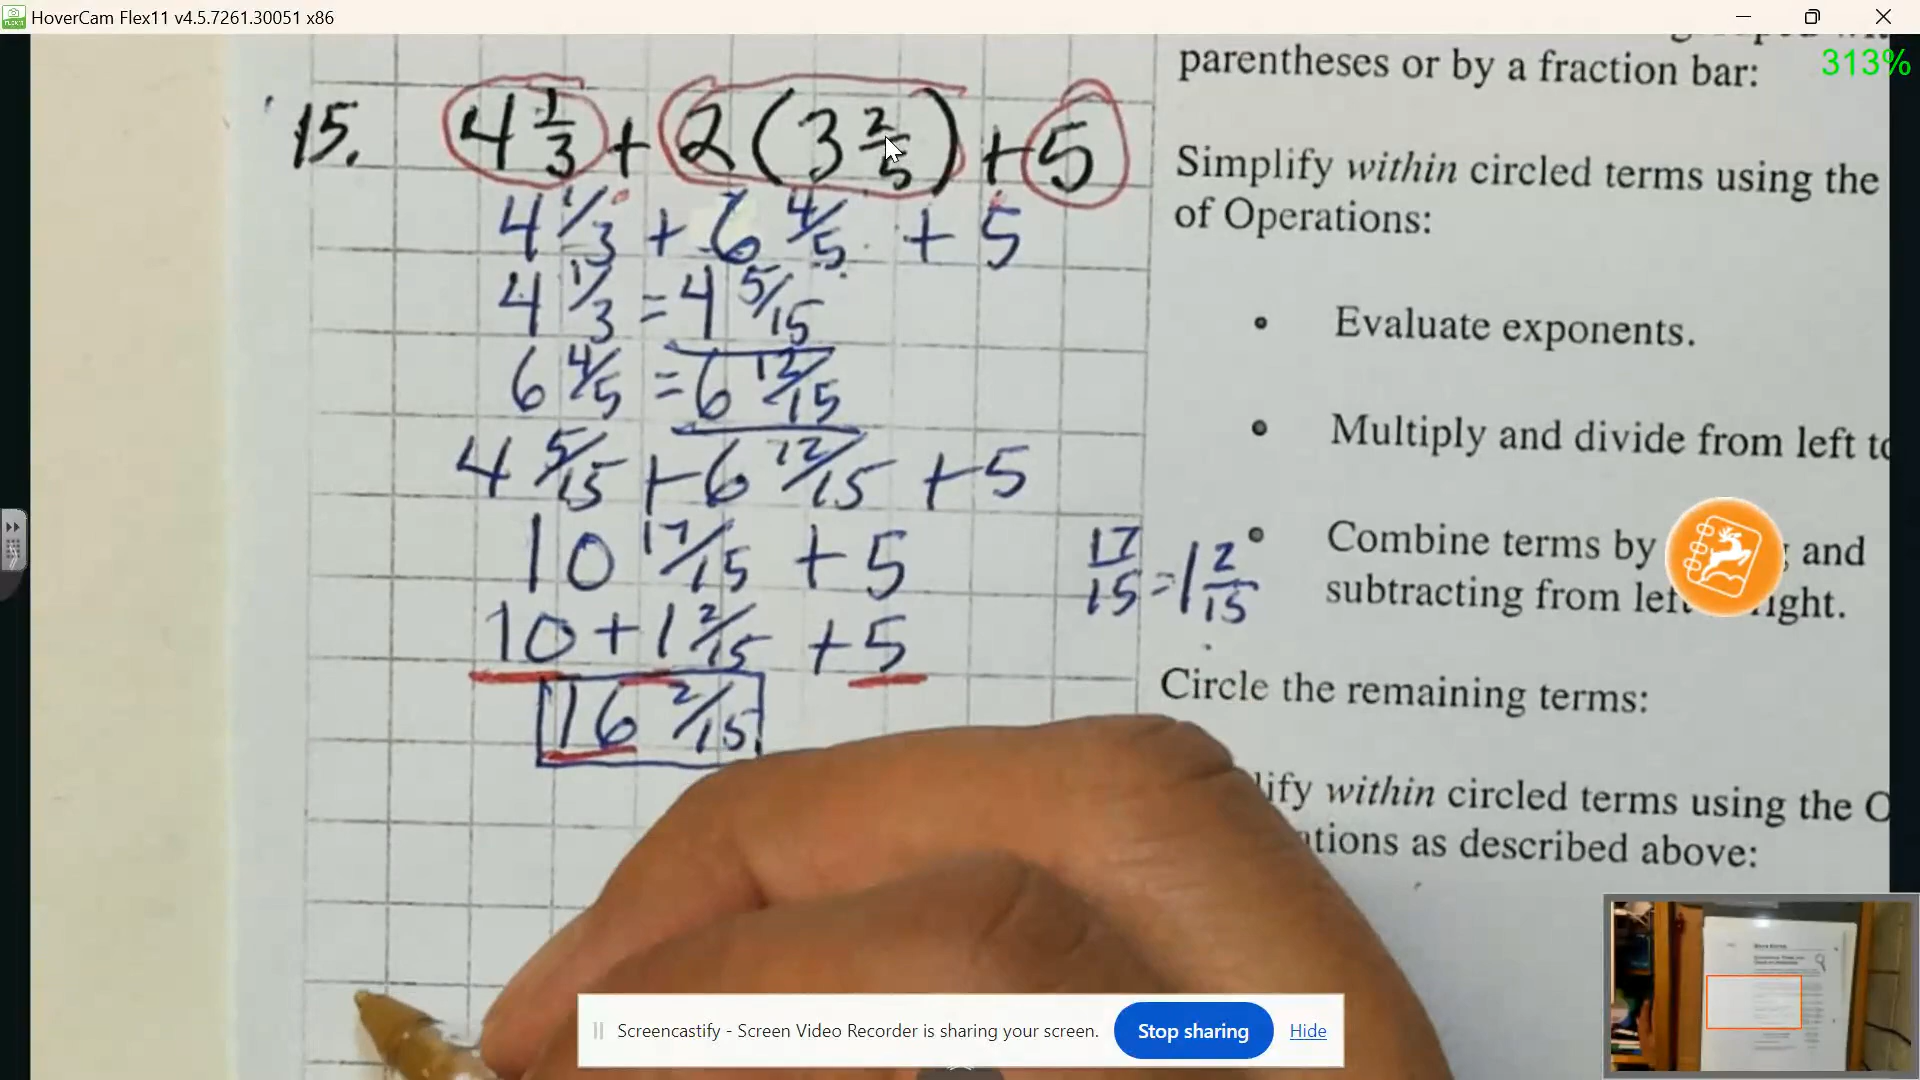 HoverCam Flex11 v4.5.7261.30051 x86
313%
15. 4 1/3 + 2 (3 2/5) + 5
4 1/3 + 6 4/5 + 5
4 1/3 = 4 5/15
6 4/5 = 6 12/15
4 5/15 + 6 12/15 + 5
10 17/15 + 5
17/15 = 1 2/15
10 + 1 2/15 + 5
16 2/15
parentheses or by a fraction bar:
Simplify within circled terms using the
of Operations:
• Evaluate exponents.
• Multiply and divide from left to
• Combine terms by and
subtracting from left right.
Circle the remaining terms:
ify within circled terms using the O
ations as described above:
Screencastify - Screen Video Recorder is sharing your screen.
Stop sharing
Hide